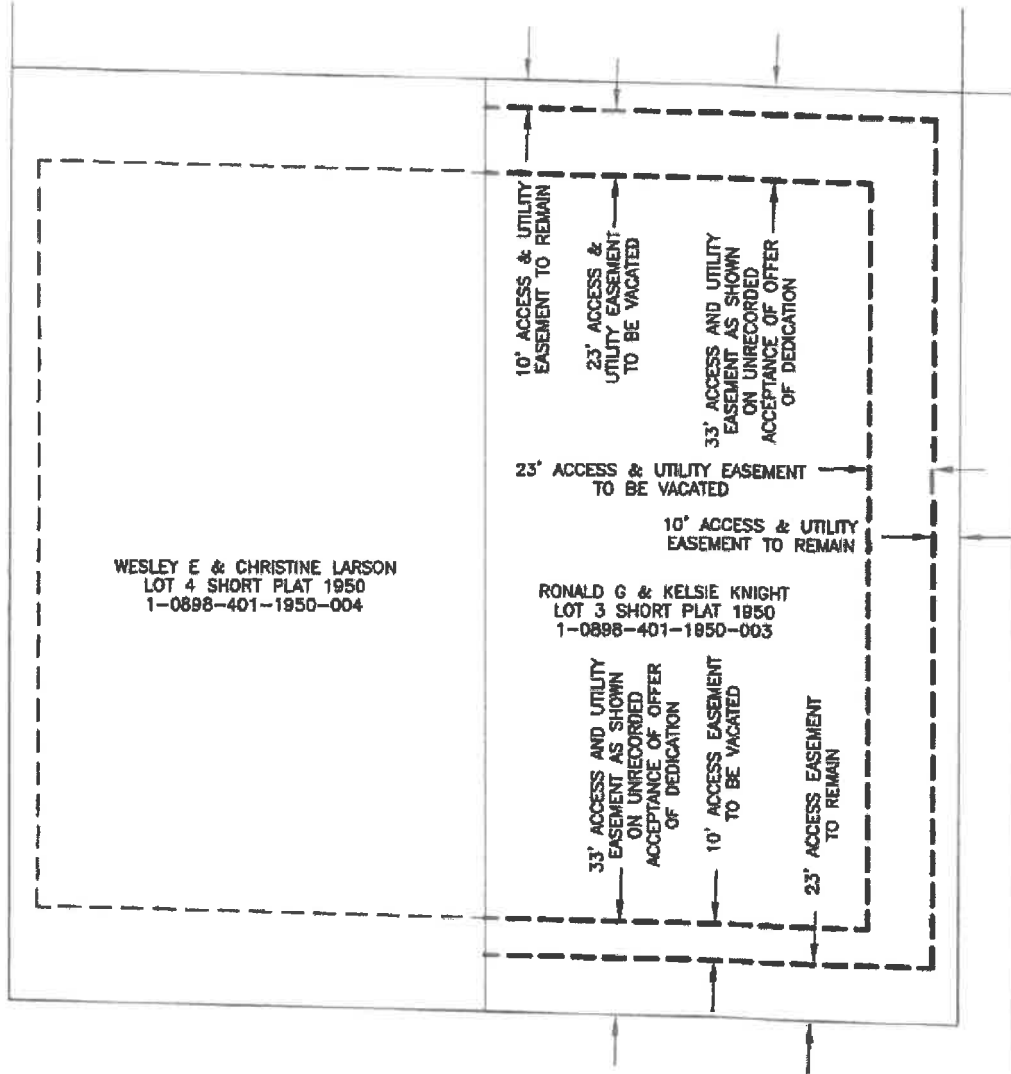 10' ACCESS & UTILITY
EASEMENT TO REMAIN
23' ACCESS &
UTILITY EASEMENT
TO BE VACATED
33' ACCESS AND UTILITY
EASEMENT AS SHOWN
ON UNRECORDED
ACCEPTANCE OF OFFER
OF DEDICATION
23' ACCESS & UTILITY EASEMENT
TO BE VACATED
10' ACCESS & UTILITY
EASEMENT TO REMAIN
WESLEY E & CHRISTINE LARSON
LOT 4 SHORT PLAT 1950
1-0898-401-1950-004
RONALD G & KELSIE KNIGHT
LOT 3 SHORT PLAT 1950
1-0898-401-1950-003
33' ACCESS AND UTILITY
EASEMENT AS SHOWN
ON UNRECORDED
ACCEPTANCE OF OFFER
OF DEDICATION
10' ACCESS EASEMENT
TO BE VACATED
23' ACCESS EASEMENT
TO REMAIN